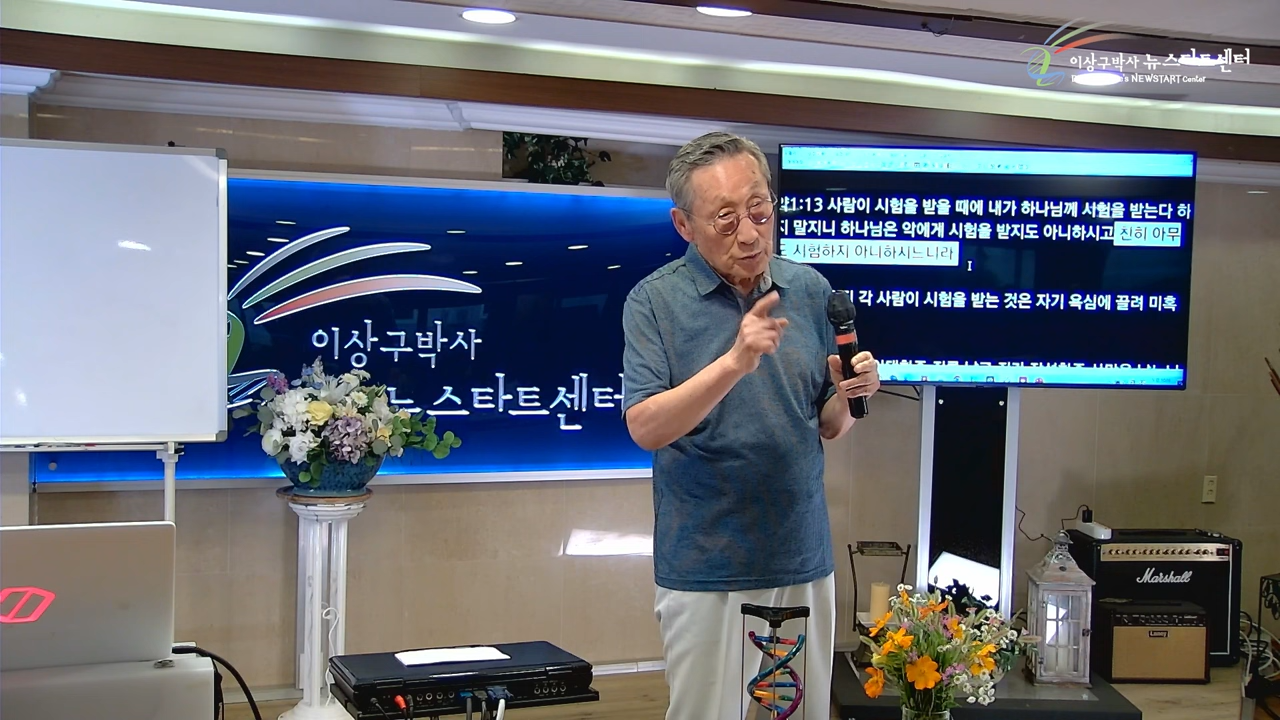 이상구박사 뉴스타트센터
NEWSTART Center
1:13 사람이 시험을 받을 때에 내가 하나님께 시험을 받는다 하
말지니 하나님은 악에게 시험을 받지도 아니하시고 친히 아무
시험하지 아니하시느니라
각 사람이 시험을 받는 것은 자기 욕심에 끌려 미혹
이상구박사
뉴스타트센터
Marshall
Laney